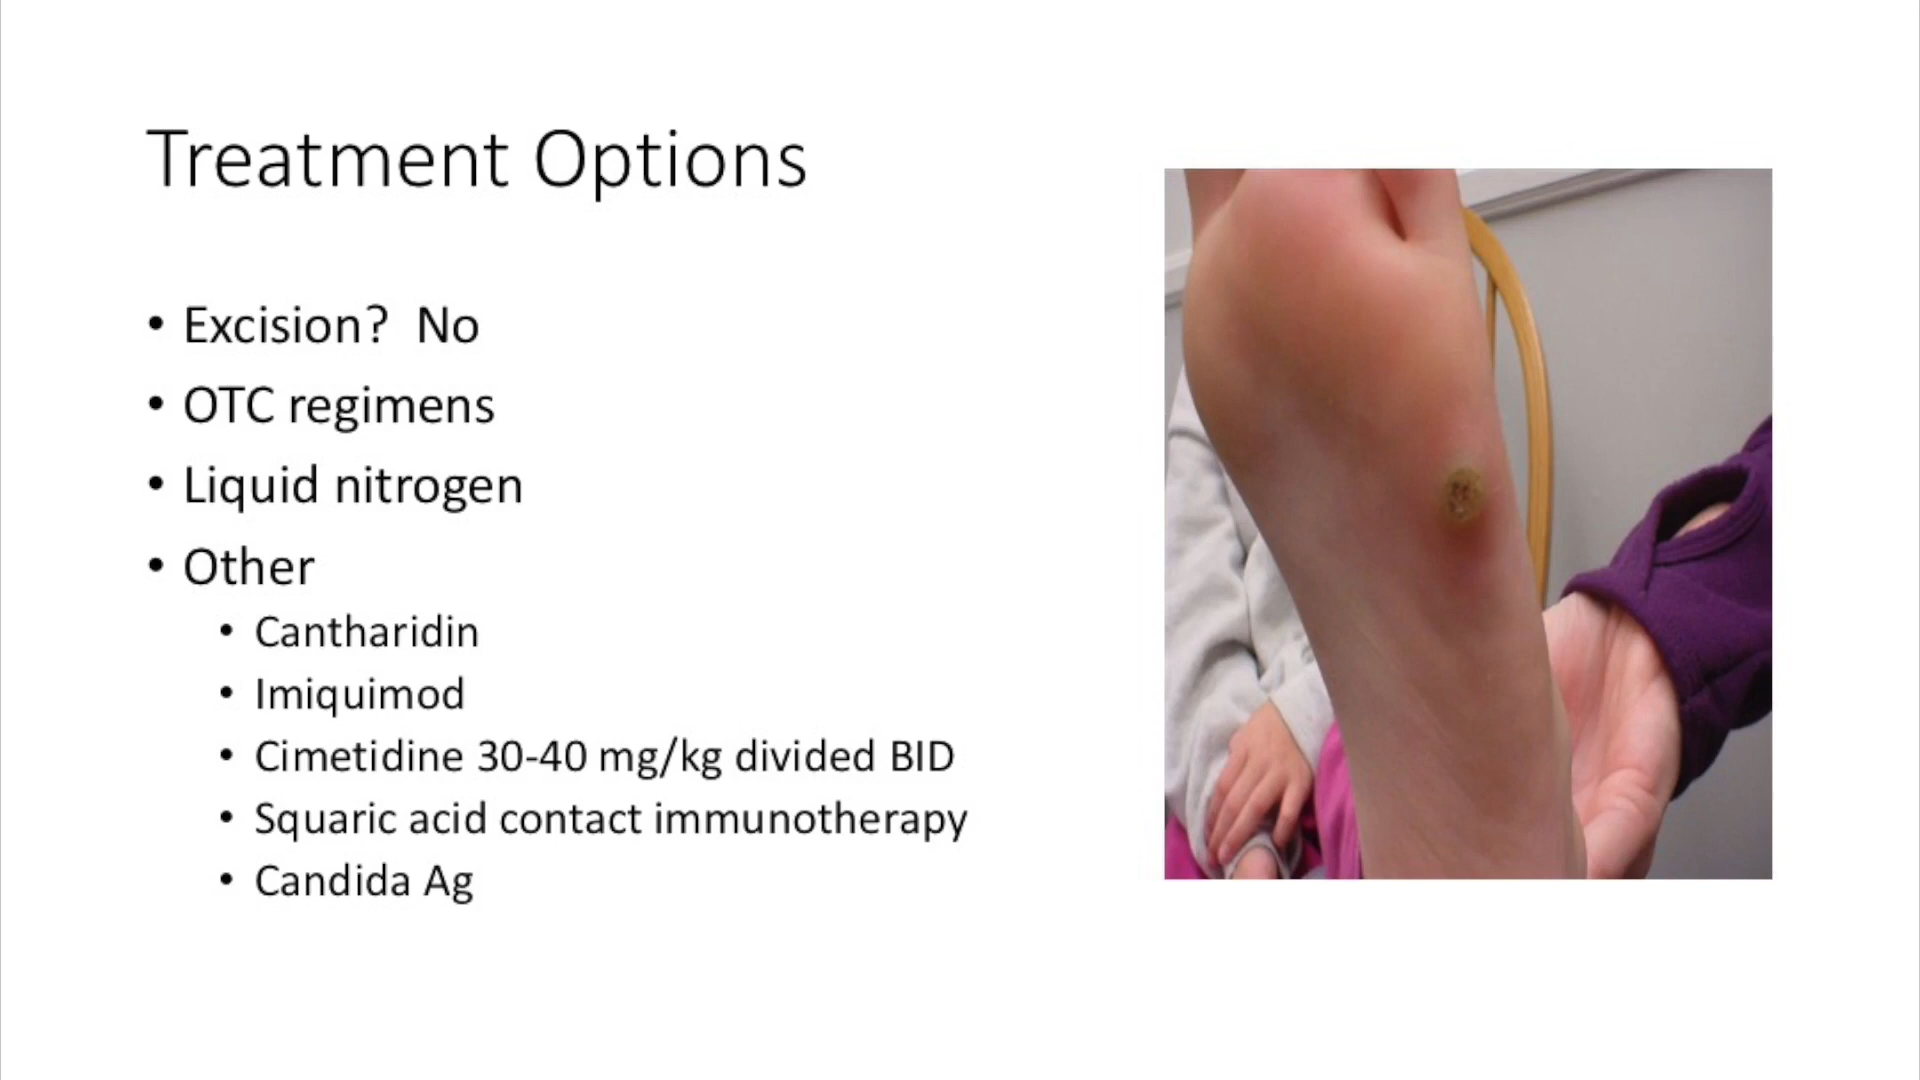 Treatment Options
• Excision?  No
• OTC regimens
• Liquid nitrogen
• Other
• Cantharidin
• Imiquimod
• Cimetidine 30-40 mg/kg divided BID
• Squaric acid contact immunotherapy
• Candida Ag